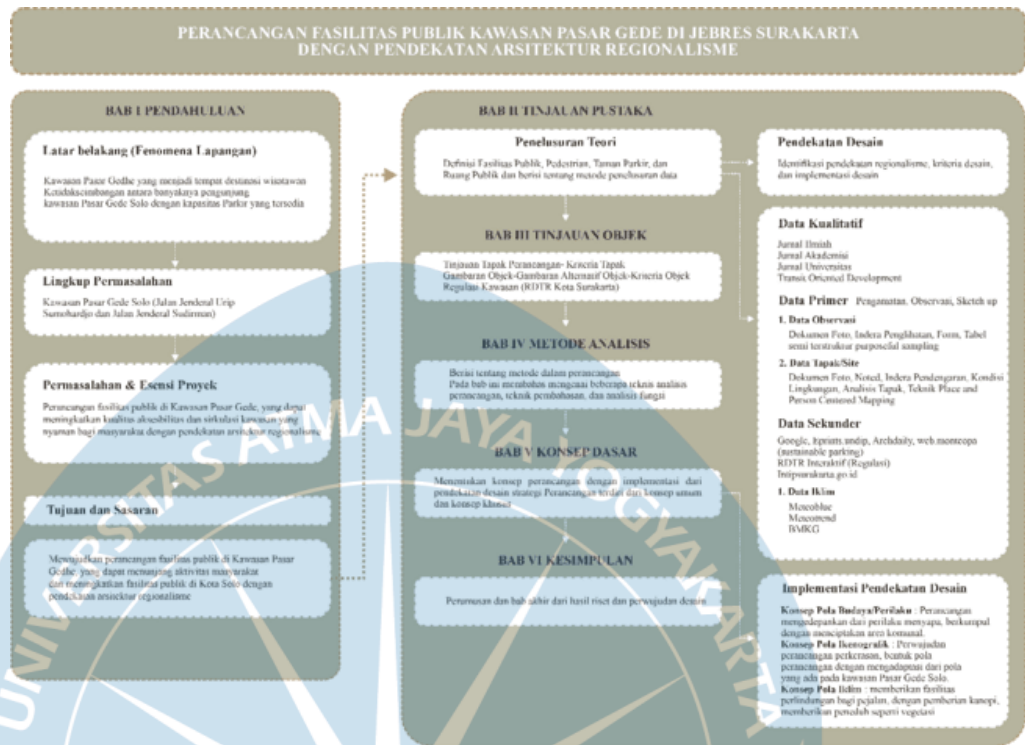 PERANCANGAN FASILITAS PUBLIK KAWASAN PASAR GEDE DI JEBRES SURAKARTA
DENGAN PENDEKATAN ARSITEKTUR REGIONALISME
BAB I PENDAHULUAN
Latar belakang (Fenomena Lapangan)
Kawasan Pasar Gedhe yang menjadi tempat destinasi wisatawan
Ketidakseimbangan antara banyaknya pengunjung
kawasan Pasar Gede Solo dengan kapasitas Parkir yang tersedia
Lingkup Permasalahan
Kawasan Pasar Gede Solo (Jalan Jenderal Urip
Sumohardjo dan Jalan Jenderal Sudirman)
Permasalahan & Esensi Proyek
Perancangan fasilitas publik di Kawasan Pasar Gede, yang dapat
meningkatkan kualitas aksesbilitas dan sirkulasi kawasan yang
nyaman bagi masyarakat dengan pendekatan arsitektur regionalisme
Tujuan dan Sasaran
Mewujudkan perancangan fasilitas publik di Kawasan Pasar
Gedhe, yang dapat menunjang aktivitas masyarakat
dan meningkatkan fasilitas publik di Kota Solo dengan
pendekatan arsitektur regionalisme
BAB II TINJAUAN PUSTAKA
Penelusuran Teori
Definisi Fasilitas Publik, Pedestrian, Taman Parkir, dan
Ruang Publik dan berisi tentang metode penelusuran data
BAB III TINJAUAN OBJEK
Tinjauan Tapak Perancangan- Kriteria Tapak
Gambaran Objek-Gambaran Alternatif Objek-Kriteria Objek
Regulasi Kawasan (RDTR Kota Surakarta)
BAB IV METODE ANALISIS
Berisi tentang metode dalam perancangan
Pada bab ini membahas mengenai beberapa teknis analisis
perancangan, teknik pembahasan, dan analisis fungsi
BAB V KONSEP DASAR
Menentukan konsep perancangan dengan implementasi dari
pendekatan desain strategi Perancangan terdiri dari konsep umum
dan konsep khusus
BAB VI KESIMPULAN
Perumusan dan bab akhir dari hasil riset dan perwujudan desain
Pendekatan Desain
Identifikasi pendekatan regionalisme, kriteria desain,
dan implementasi desain
Data Kualitatif
Jurnal Ilmiah
Jurnal Akademisi
Jurnal Universitas
Transit Oriented Development
Data Primer Pengamatan, Observasi, Sketch up
1. Data Observasi
Dokumen Foto, Indera Penglihatan, Form, Tabel
semi terstruktur purposeful sampling
2. Data Tapak/Site
Dokumen Foto, Noted, Indera Pendengaran, Kondisi
Lingkungan, Analisis Tapak, Teknik Place and
Person Centered Mapping
Data Sekunder
Google, Eprints.undip, Archdaily, web
(sustainable parking)
RDTR Interaktif (Regulasi)
1. Data Iklim
Meteoblue
BMKG
Implementasi Pendekatan Desain
Konsep Pola Budaya/Perilaku : Perancangan
mengedepankan dari perilaku menyapa, berkumpul
dengan menciptakan area komunal.
Konsep Pola Ikonografik : Perwujudan
perancangan perkerasan, bentuk pola
perancangan dengan mengadaptasi dari pola
yang ada pada kawasan Pasar Gede Solo.
Konsep Pola Iklim : memberikan fasilitas
perlindungan bagi pejalan, dengan pemberian kanopi,
memberikan peneduh seperti vegetasi
UNIVERSITAS ATMA JAYA YOGYAKARTA